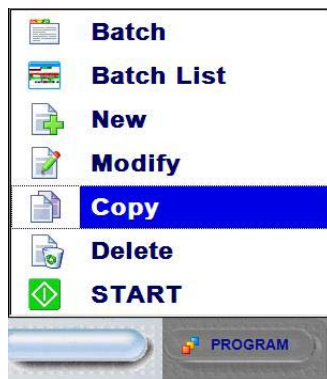 Batch
Batch List
New
Modify
Copy
Delete
START
PROGRAM